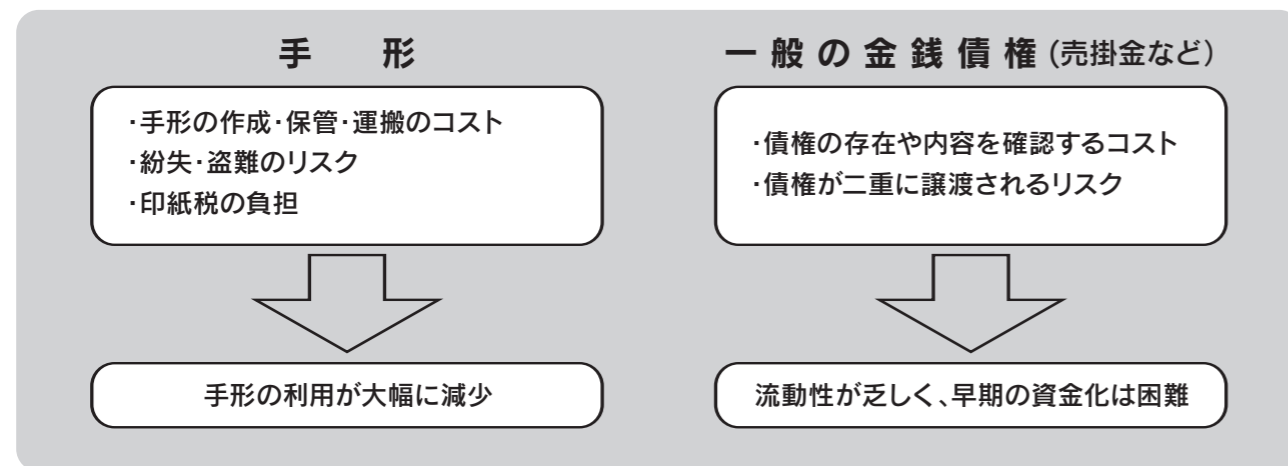 手形
・手形の作成・保管・運搬のコスト
・紛失・盗難のリスク
・印紙税の負担
手形の利用が大幅に減少
一般の金銭債権（売掛金など）
・債権の存在や内容を確認するコスト
・債権が二重に譲渡されるリスク
流動性が乏しく、早期の資金化は困難